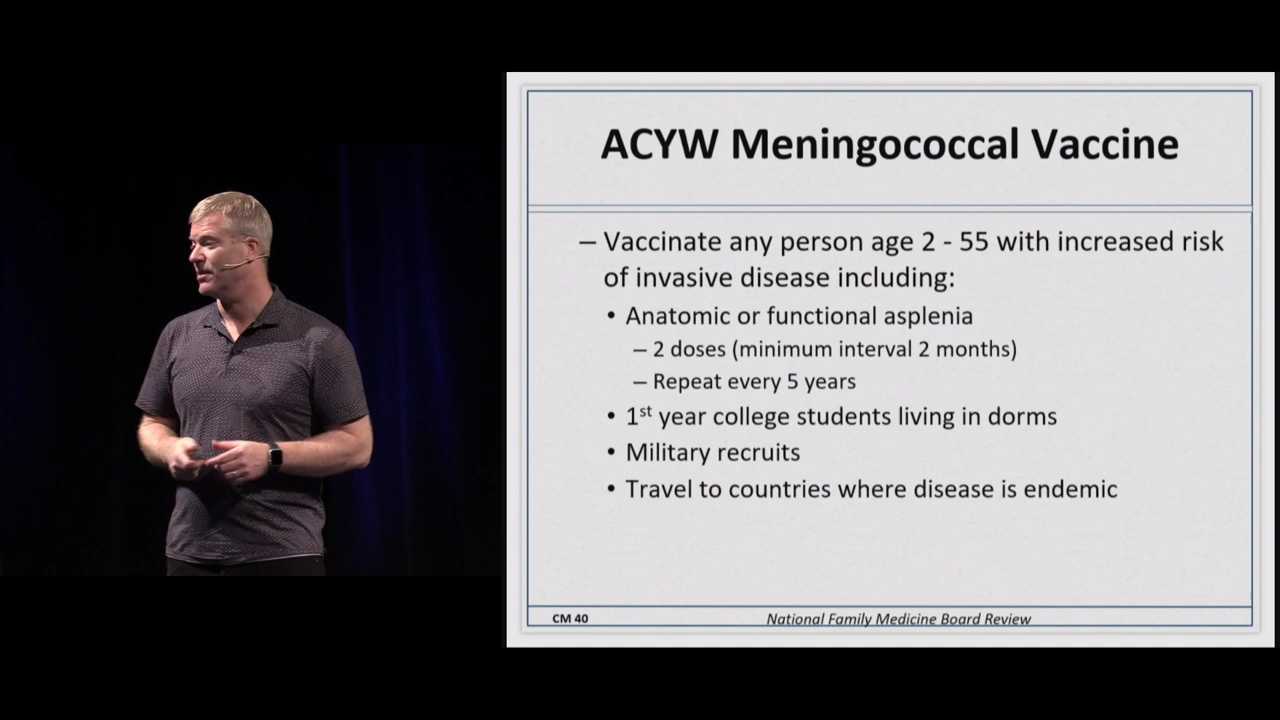 ACYW Meningococcal Vaccine
– Vaccinate any person age 2 - 55 with increased risk
of invasive disease including:
• Anatomic or functional asplenia
– 2 doses (minimum interval 2 months)
– Repeat every 5 years
• 1st year college students living in dorms
• Military recruits
• Travel to countries where disease is endemic
CM 40
National Family Medicine Board Review